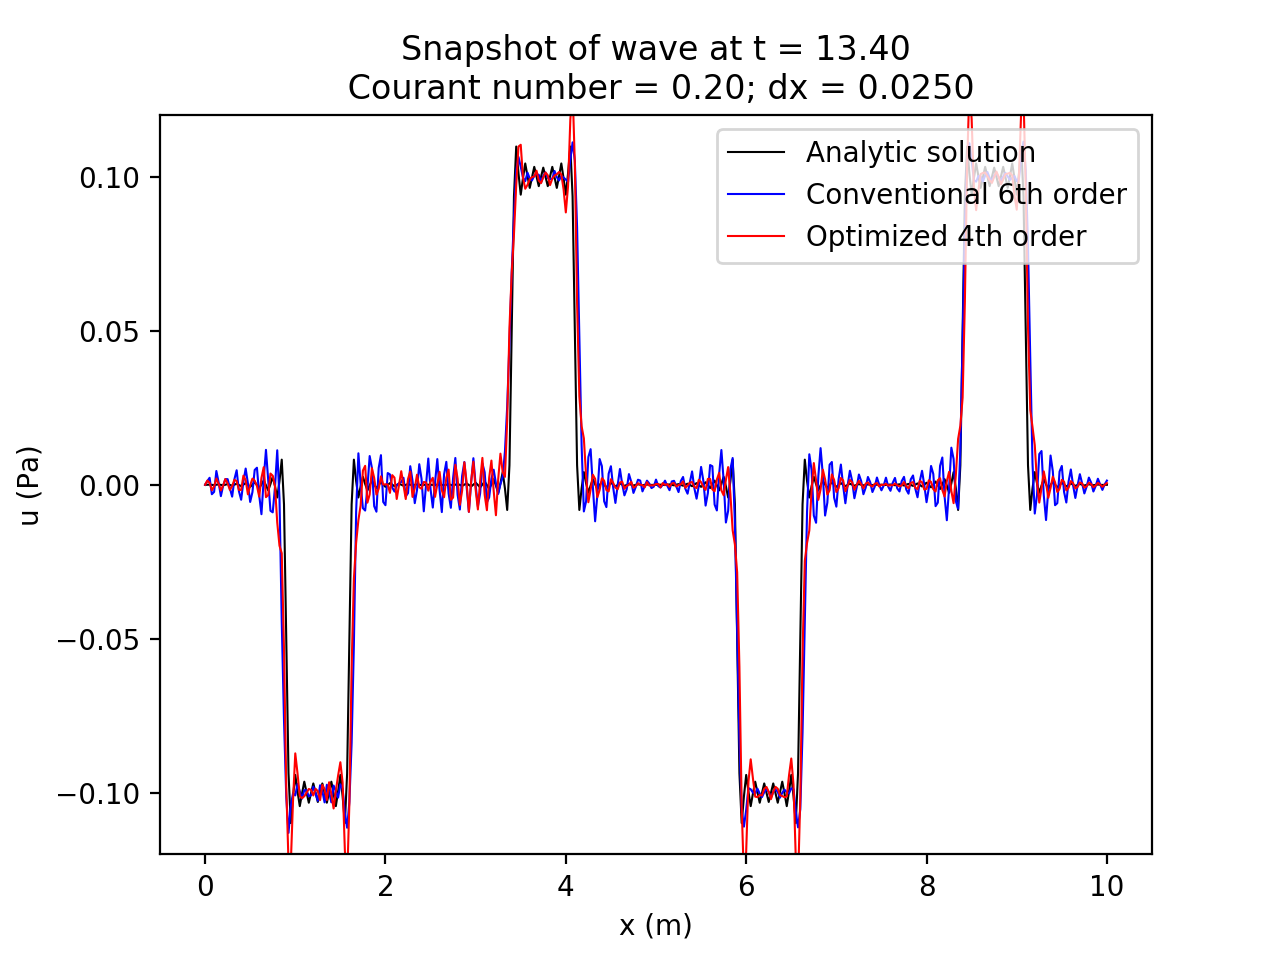 Snapshot of wave at t = 13.40
Courant number = 0.20; dx = 0.0250
Analytic solution
Conventional 6th order
Optimized 4th order
0.10
0.05
0.00
−0.05
−0.10
u (Pa)
0 2 4 6 8 10
x (m)